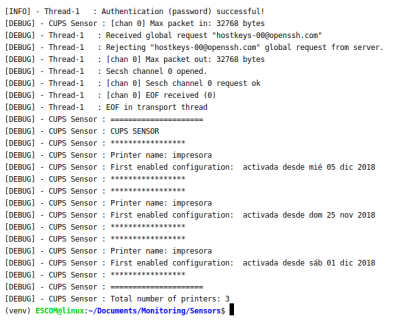 [INFO] - Thread-1   : Authentication (password) successful!
[DEBUG] - CUPS Sensor : [chan 0] Max packet in: 32768 bytes
[DEBUG] - Thread-1   : Received global request "hostkeys-00@openssh.com"
[DEBUG] - Thread-1   : Rejecting "hostkeys-00@openssh.com" global request from server.
[DEBUG] - Thread-1   : [chan 0] Max packet out: 32768 bytes
[DEBUG] - Thread-1   : Secsh channel 0 opened.
[DEBUG] - Thread-1   : [chan 0] Sesch channel 0 request ok
[DEBUG] - Thread-1   : [chan 0] EOF received (0)
[DEBUG] - Thread-1   : EOF in transport thread
[DEBUG] - CUPS Sensor : =====================
[DEBUG] - CUPS Sensor : CUPS SENSOR
[DEBUG] - CUPS Sensor : *****************
[DEBUG] - CUPS Sensor : Printer name: impresora
[DEBUG] - CUPS Sensor : First enabled configuration:  activada desde mié 05 dic 2018
[DEBUG] - CUPS Sensor : *****************
[DEBUG] - CUPS Sensor : *****************
[DEBUG] - CUPS Sensor : Printer name: impresora
[DEBUG] - CUPS Sensor : First enabled configuration:  activada desde dom 25 nov 2018
[DEBUG] - CUPS Sensor : *****************
[DEBUG] - CUPS Sensor : *****************
[DEBUG] - CUPS Sensor : Printer name: impresora
[DEBUG] - CUPS Sensor : First enabled configuration:  activada desde sáb 01 dic 2018
[DEBUG] - CUPS Sensor : *****************
[DEBUG] - CUPS Sensor : =====================
[DEBUG] - CUPS Sensor : Total number of printers: 3
(venv) ESCOM@linux:~/Documents/Monitoring/Sensors$